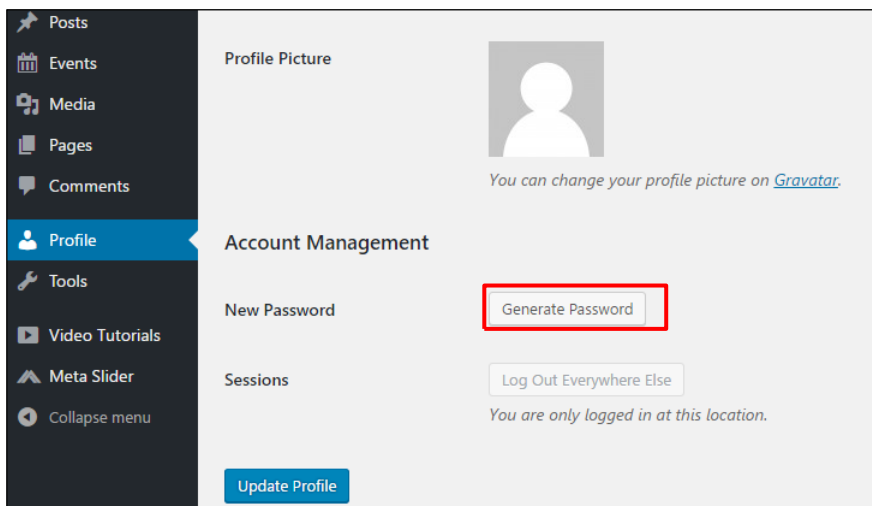 Posts
Events
Media
Pages
Comments
Profile
Tools
Video Tutorials
Meta Slider
Collapse menu
Profile Picture
You can change your profile picture on Gravatar.
Account Management
New Password
Generate Password
Sessions
Log Out Everywhere Else
You are only logged in at this location.
Update Profile